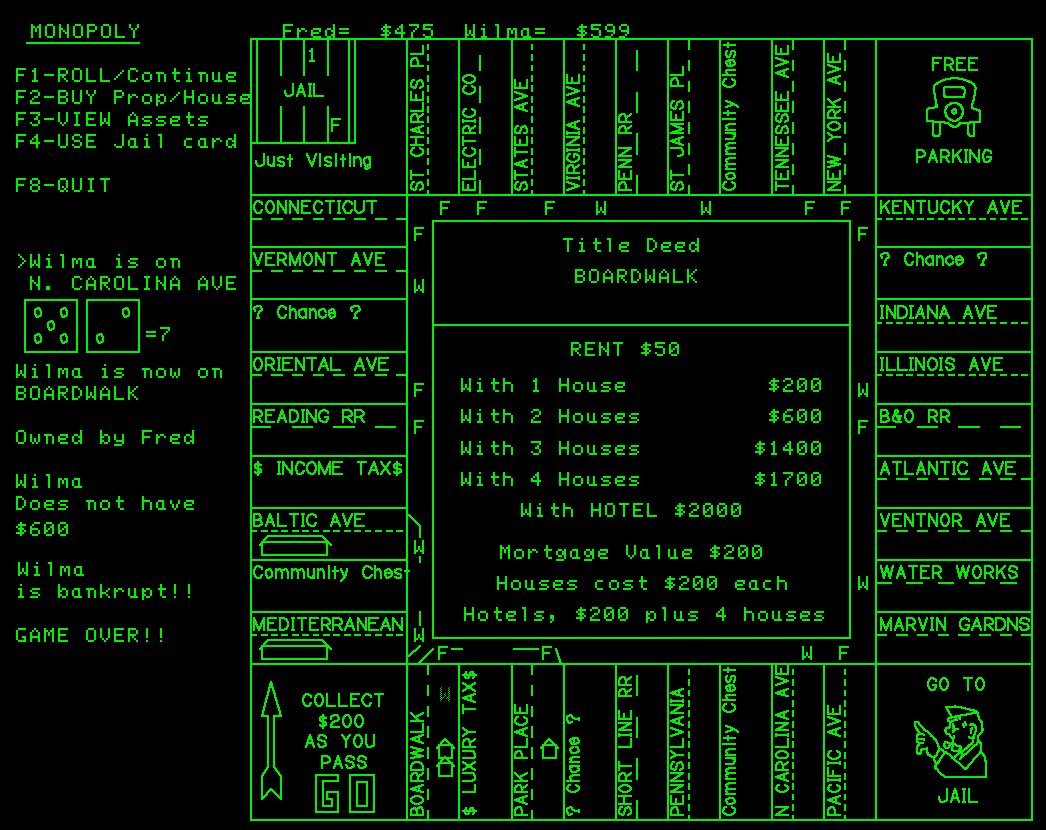 MONOPOLY
Fred= $475 Wilma= $599
F1-ROLL/Continue
F2-BUY Prop/House
F3-VIEW Assets
F4-USE Jail card
F8-QUIT
>Wilma is on
N. CAROLINA AVE
=7
Wilma is now on
BOARDWALK
Owned by Fred
Wilma
Does not have
$600
Wilma
is bankrupt!!
GAME OVER!!
1
JAIL
F
Just Visiting
ST CHARLES PL
ELECTRIC CO
STATES AVE
VIRGINIA AVE
PENN RR
ST JAMES PL
Community Chest
TENNESSEE AVE
NEW YORK AVE
FREE
PARKING
F F F W W F F
CONNECTICUT
F
VERMONT AVE
W
? Chance ?
ORIENTAL AVE
F
READING RR
F
$ INCOME TAX$
BALTIC AVE
W
Community Chest
MEDITERRANEAN
W
Title Deed
BOARDWALK
RENT $50
With 1 House $200
With 2 Houses $600
With 3 Houses $1400
With 4 Houses $1700
With HOTEL $2000
Mortgage Value $200
Houses cost $200 each
Hotels, $200 plus 4 houses
F
KENTUCKY AVE
? Chance ?
INDIANA AVE
W
ILLINOIS AVE
F
B&O RR
ATLANTIC AVE
VENTNOR AVE
W
WATER WORKS
MARVIN GARDNS
F F W F
COLLECT
$200
AS YOU
PASS
GO
BOARDWALK
W
$ LUXURY TAX$
PARK PLACE
? Chance ?
SHORT LINE RR
PENNSYLVANIA
Community Chest
N CAROLINA AVE
PACIFIC AVE
GO TO
JAIL